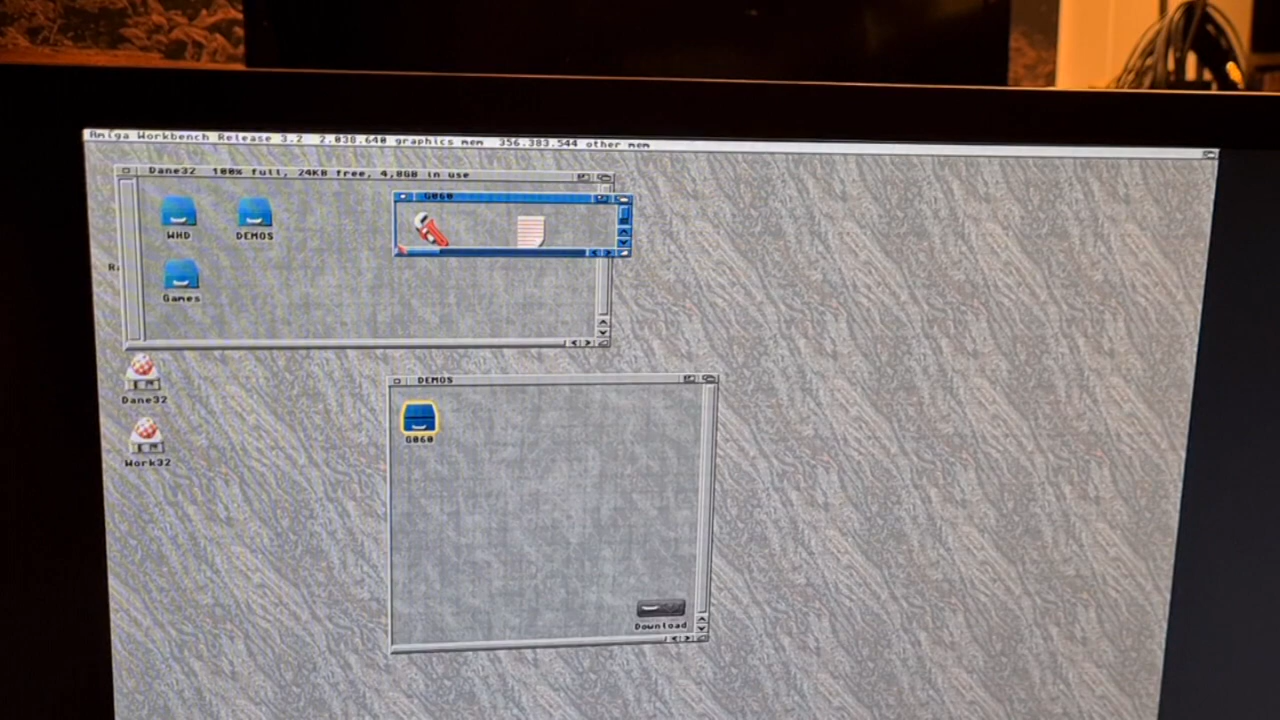 Amiga Workbench Release 3.2  2.038.640 graphics mem  356.383.544 other mem
Dane32  100% full, 24KB free, 4,8GB in use
G060
WHD
DEMOS
Games
Dane32
Work32
DEMOS
G060
Download